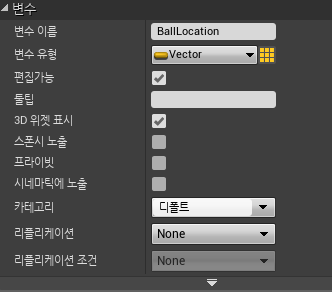 변수
변수 이름 BallLocation
변수 유형 Vector
편집가능
툴팁
3D 위젯 표시
스폰시 노출
프라이빗
시네마틱에 노출
카테고리 디폴트
리플리케이션 None
리플리케이션 조건 None